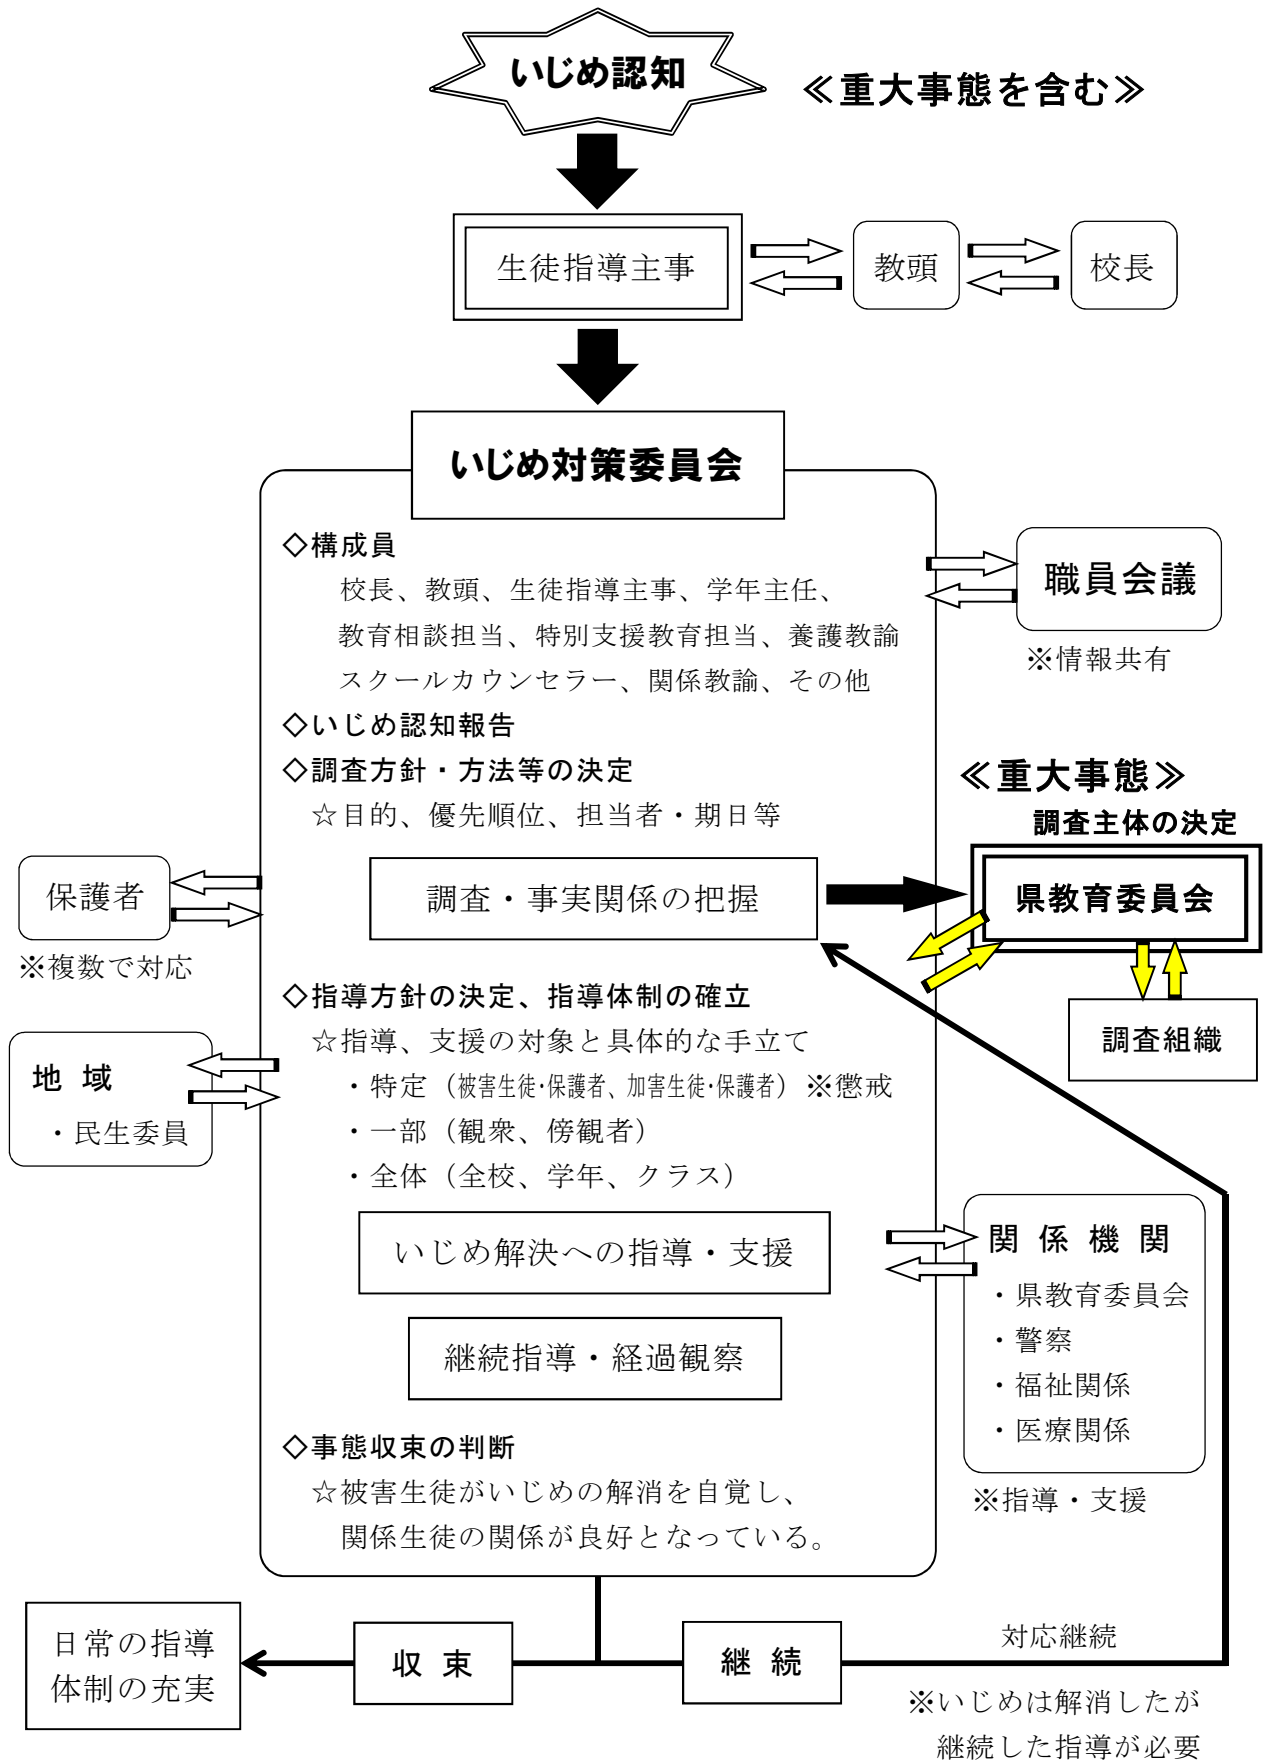 いじめ認知
≪重大事態を含む≫
生徒指導主事
教頭
校長
いじめ対策委員会
◇構成員
校長、教頭、生徒指導主事、学年主任、
教育相談担当、特別支援教育担当、養護教諭
スクールカウンセラー、関係教諭、その他
職員会議
※情報共有
◇いじめ認知報告
◇調査方針・方法等の決定
☆目的、優先順位、担当者・期日等
≪重大事態≫
調査主体の決定
保護者
※複数で対応
調査・事実関係の把握
県教育委員会
調査組織
◇指導方針の決定、指導体制の確立
☆指導、支援の対象と具体的な手立て
・特定（被害生徒・保護者、加害生徒・保護者）※懲戒
・一部（観衆、傍観者）
・全体（全校、学年、クラス）
地 域
・民生委員
いじめ解決への指導・支援
継続指導・経過観察
関 係 機 関
・県教育委員会
・警察
・福祉関係
・医療関係
※指導・支援
◇事態収束の判断
☆被害生徒がいじめの解消を自覚し、
関係生徒の関係が良好となっている。
日常の指導
体制の充実
収 束
継 続
対応継続
※いじめは解消したが
継続した指導が必要